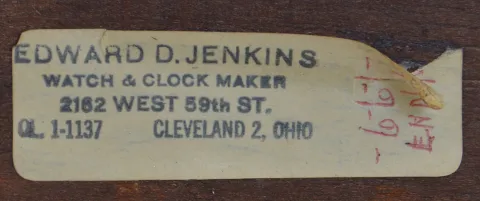 EDWARD D. JENKINS
WATCH & CLOCK MAKER
2162 WEST 59th ST.
OL. 1-1137 CLEVELAND 2, OHIO